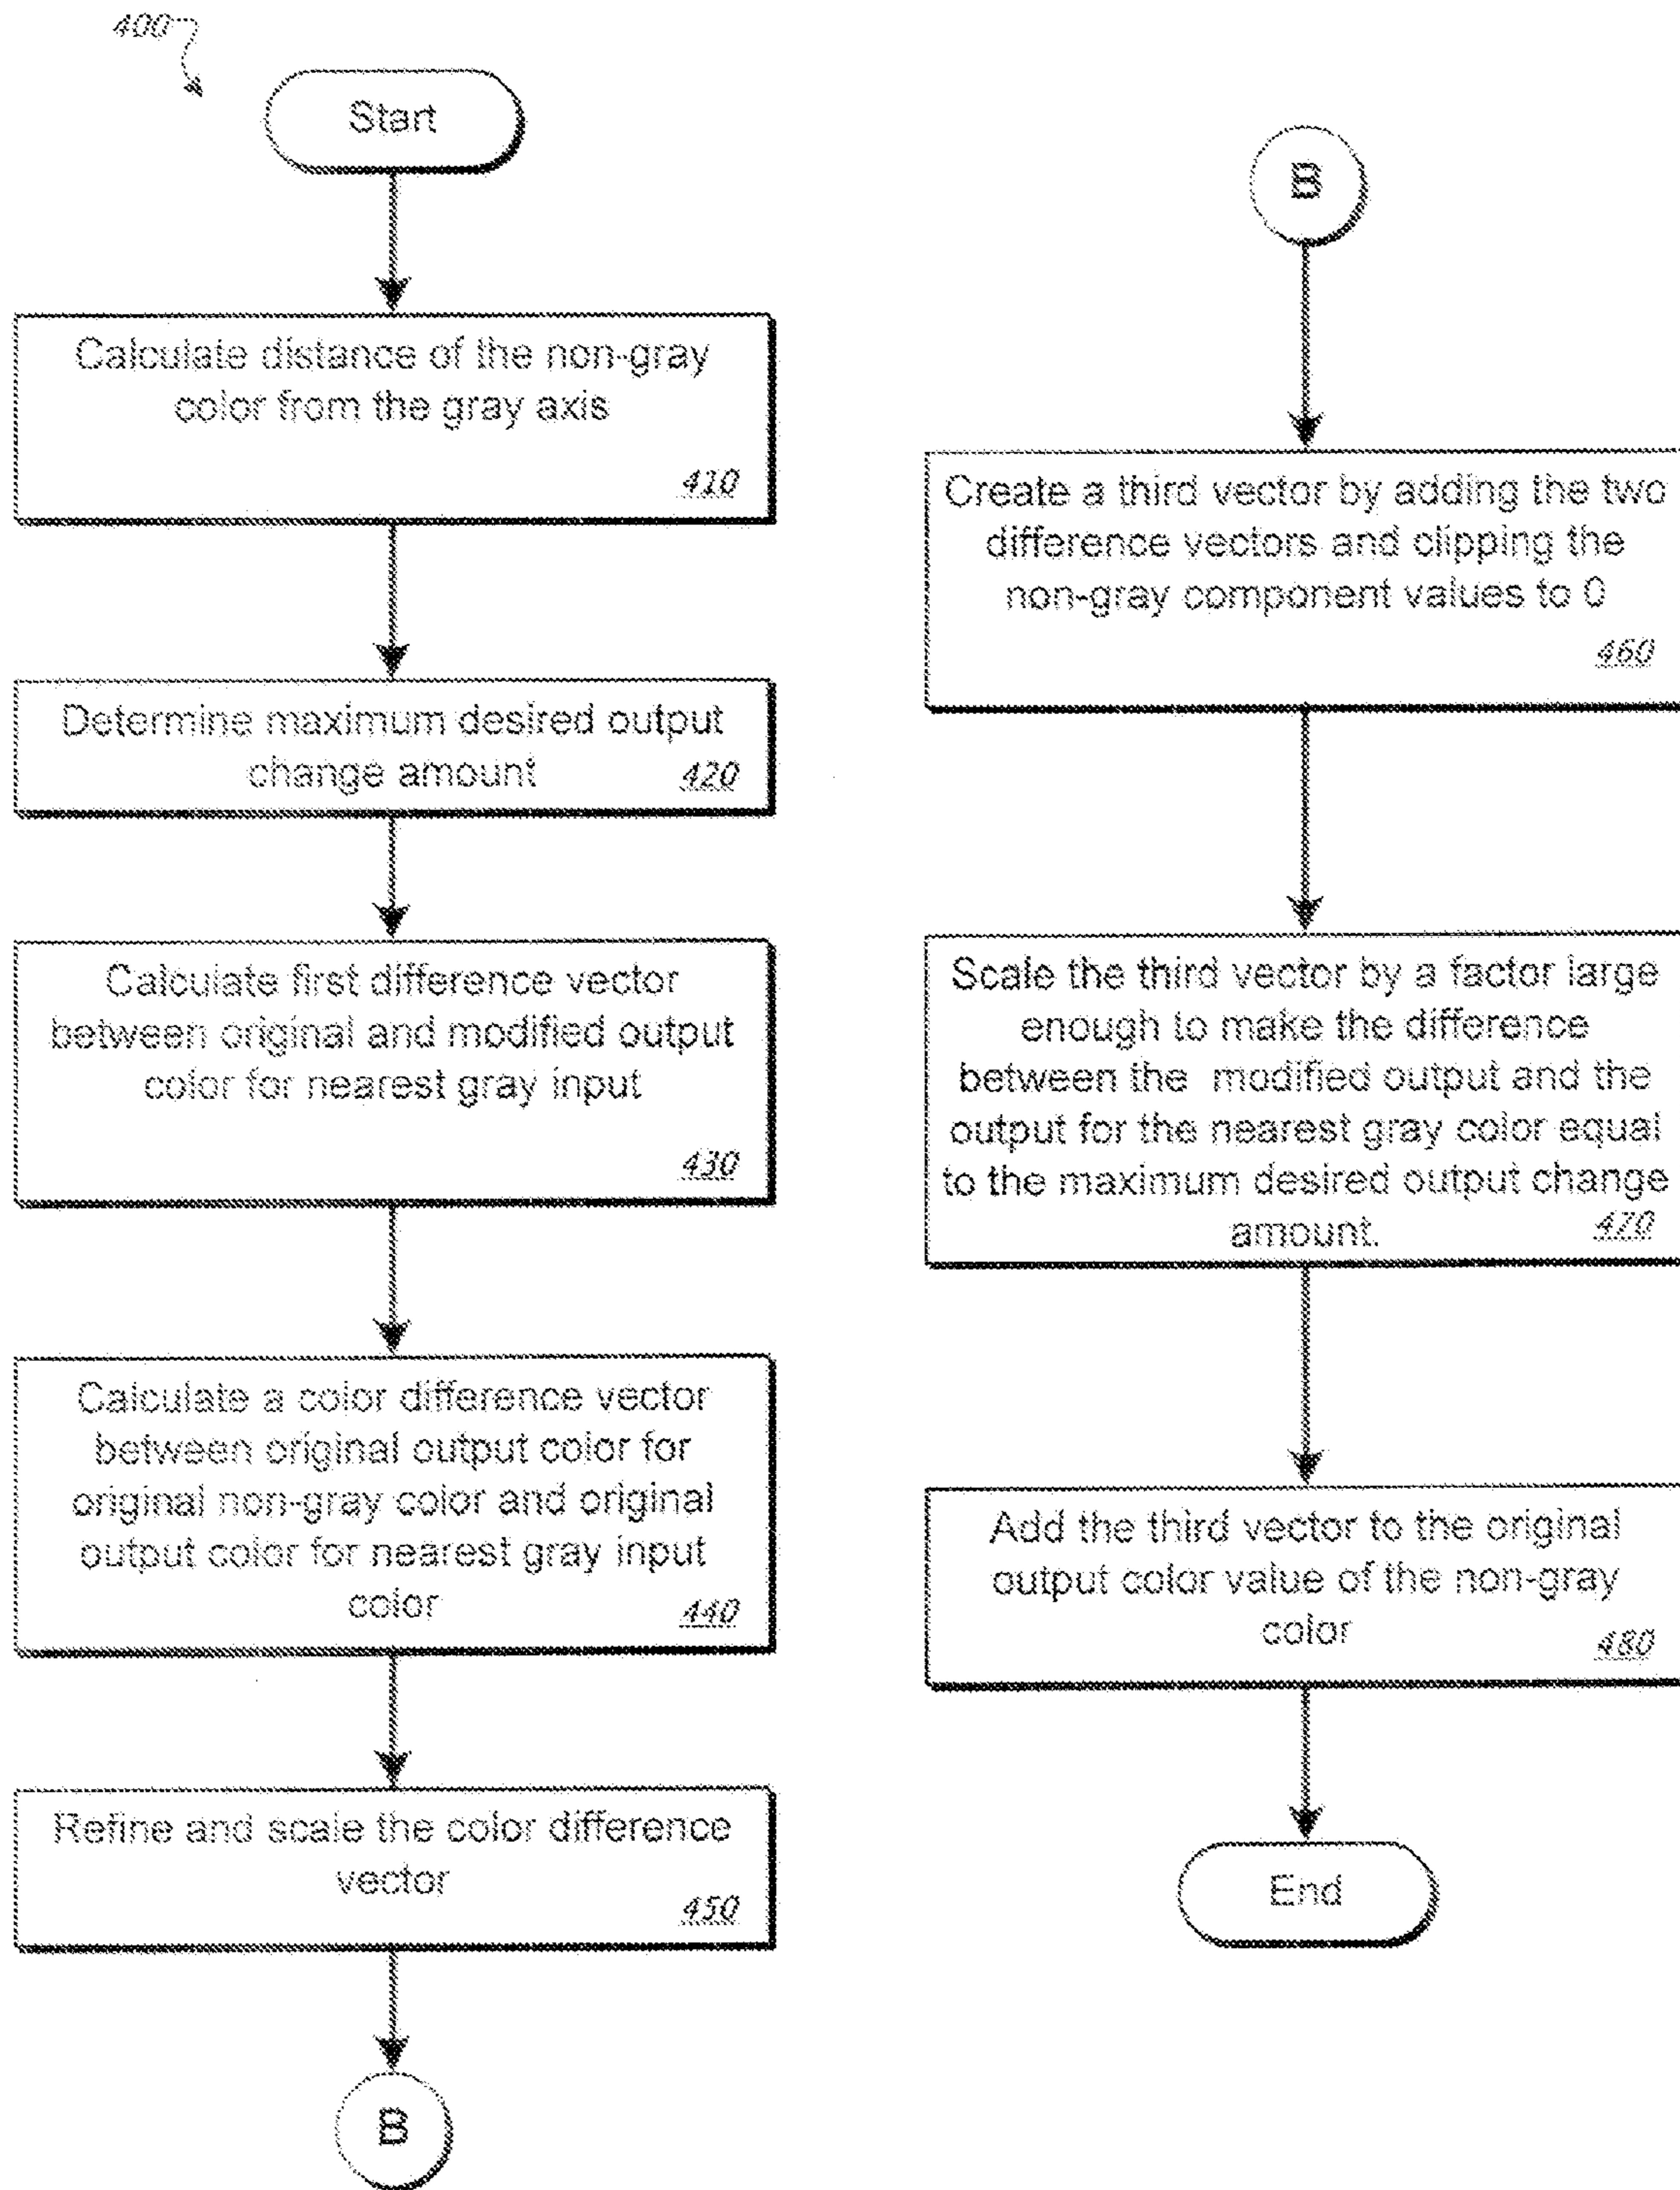 400
Start
Calculate distance of the non-gray
color from the gray axis
410
Determine maximum desired output
change amount
420
Calculate first difference vector
between original and modified output
color for nearest gray input
430
Calculate a color difference vector
between original output color for
original non-gray color and original
output color for nearest gray input
color
440
Refine and scale the color difference
vector
450
B
B
Create a third vector by adding the two
difference vectors and clipping the
non-gray component values to 0
460
Scale the third vector by a factor large
enough to make the difference
between the modified output and the
output for the nearest gray color equal
to the maximum desired output change
amount.
470
Add the third vector to the original
output color value of the non-gray
color
480
End